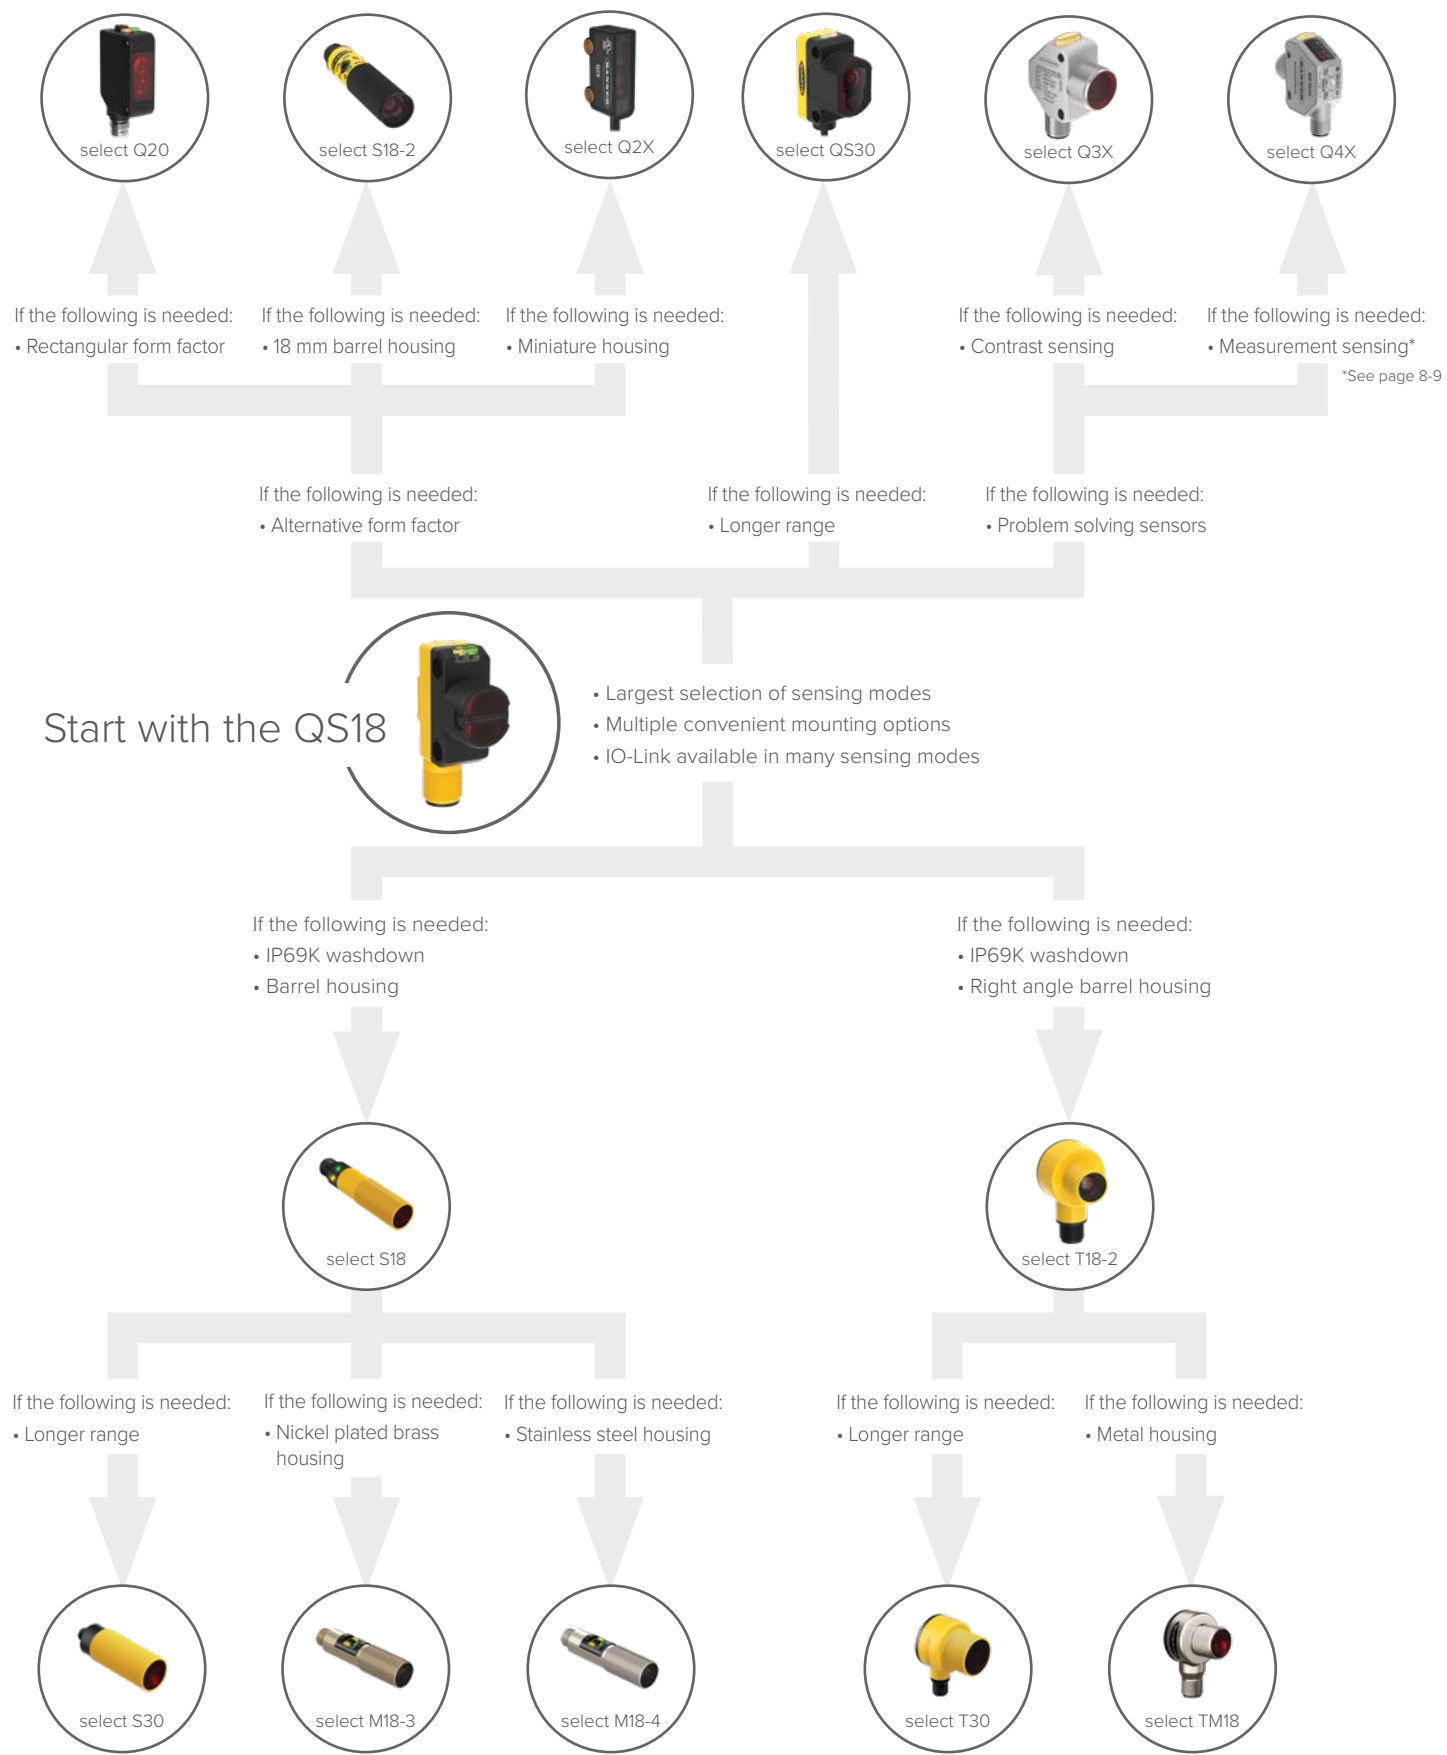 select Q20
select S18-2
select Q2X
select QS30
select Q3X
select Q4X
If the following is needed:
• Rectangular form factor
If the following is needed:
• 18 mm barrel housing
If the following is needed:
• Miniature housing
If the following is needed:
• Contrast sensing
If the following is needed:
• Measurement sensing*
*See page 8-9
If the following is needed:
• Alternative form factor
If the following is needed:
• Longer range
If the following is needed:
• Problem solving sensors
Start with the QS18
• Largest selection of sensing modes
• Multiple convenient mounting options
• IO-Link available in many sensing modes
If the following is needed:
• IP69K washdown
• Barrel housing
If the following is needed:
• IP69K washdown
• Right angle barrel housing
select S18
select T18-2
If the following is needed:
• Longer range
If the following is needed:
• Nickel plated brass
housing
If the following is needed:
• Stainless steel housing
If the following is needed:
• Longer range
If the following is needed:
• Metal housing
select S30
select M18-3
select M18-4
select T30
select TM18